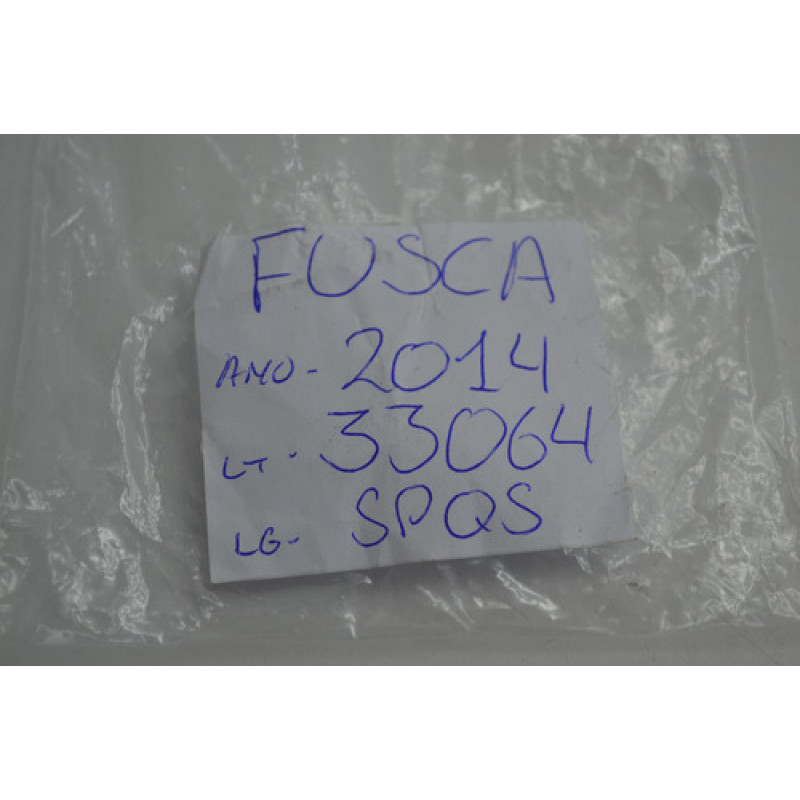 FUSCA
ANO- 2014
LT- 33064
LG- SPQS